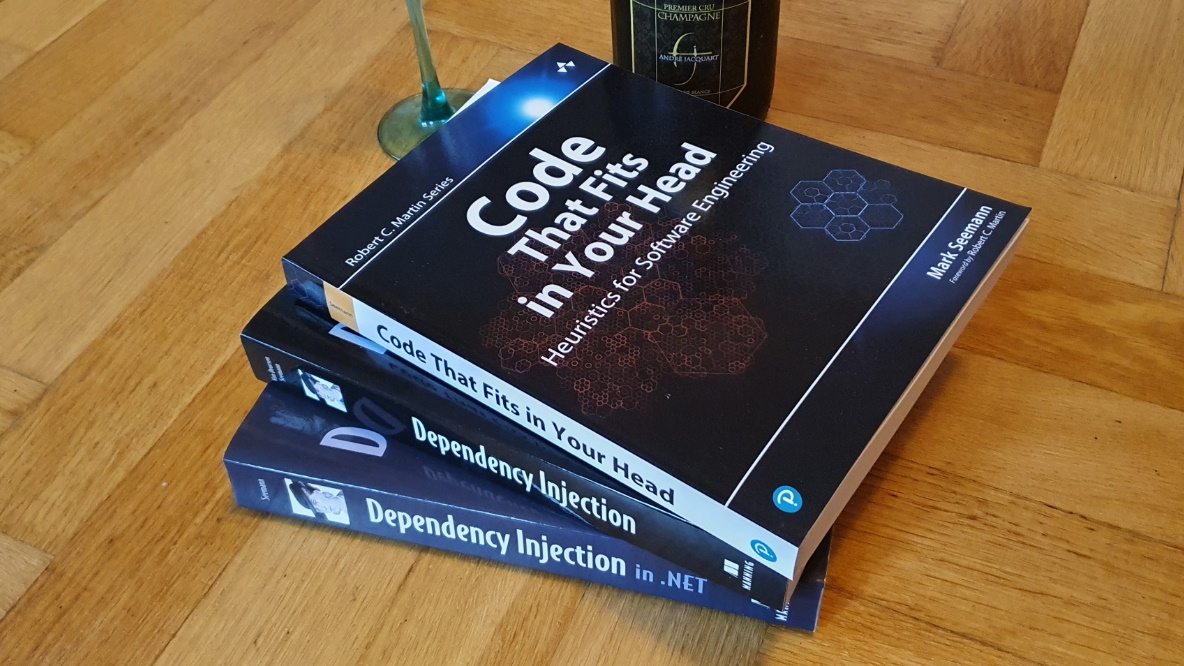 PREMIER CRU
CHAMPAGNE
ANDRÉ JACQUART
Robert C. Martin Series
Code
That Fits
in Your Head
Heuristics for Software Engineering
Mark Seemann
Foreword by Robert C. Martin
Code That Fits in Your Head
Dependency Injection
MANNING
Seemann
Dependency Injection in .NET